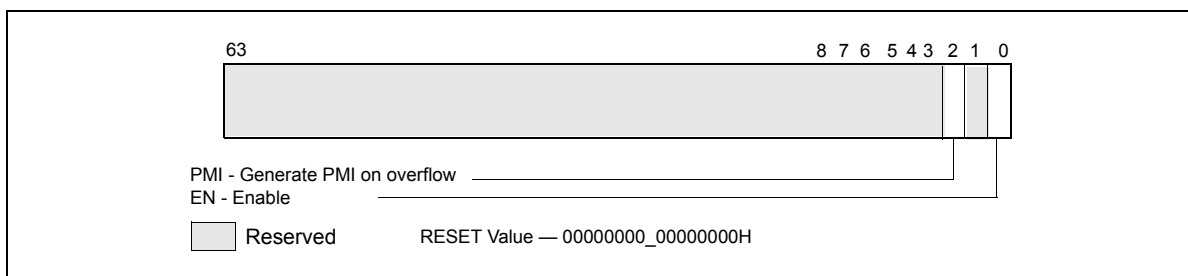 63 8 7 6 5 4 3 2 1 0
PMI - Generate PMI on overflow
EN - Enable
Reserved RESET Value — 00000000_00000000H